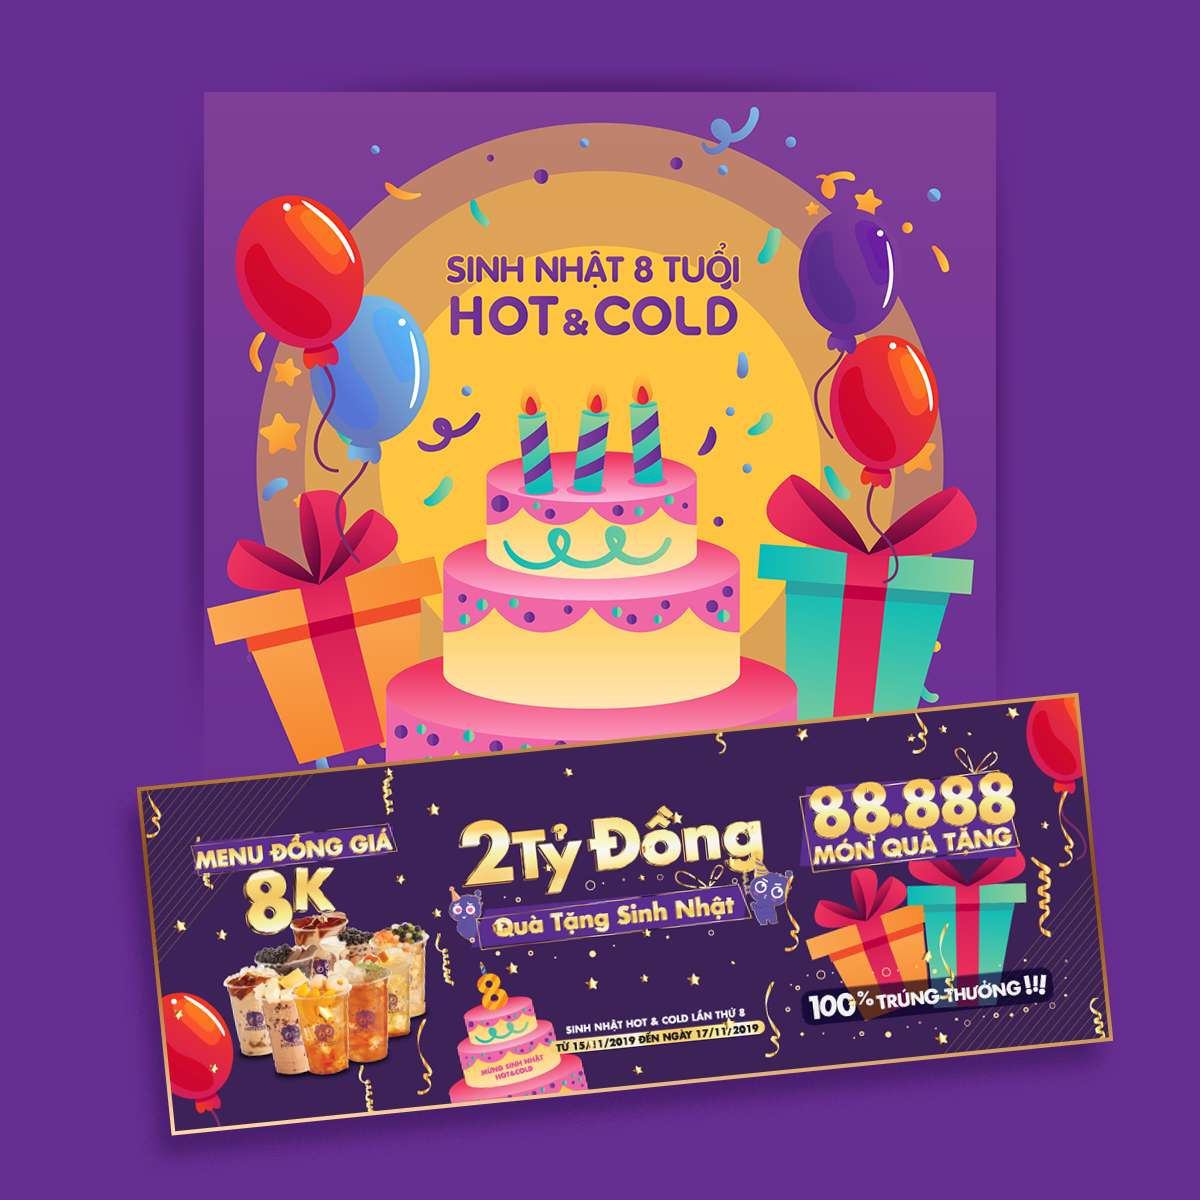 SINH NHẬT 8 TUỔI
HOT & COLD
MENU ĐỒNG GIÁ
8K
2 Tỷ Đồng
Quà Tặng Sinh Nhật
88.888
MÓN QUÀ TẶNG
100% TRÚNG THƯỞNG !!!
8
SINH NHẬT HOT & COLD LẦN THỨ 8
TỪ 15/11/2019 ĐẾN NGÀY 17/11/2019
MỪNG SINH NHẬT
HOT&COLD